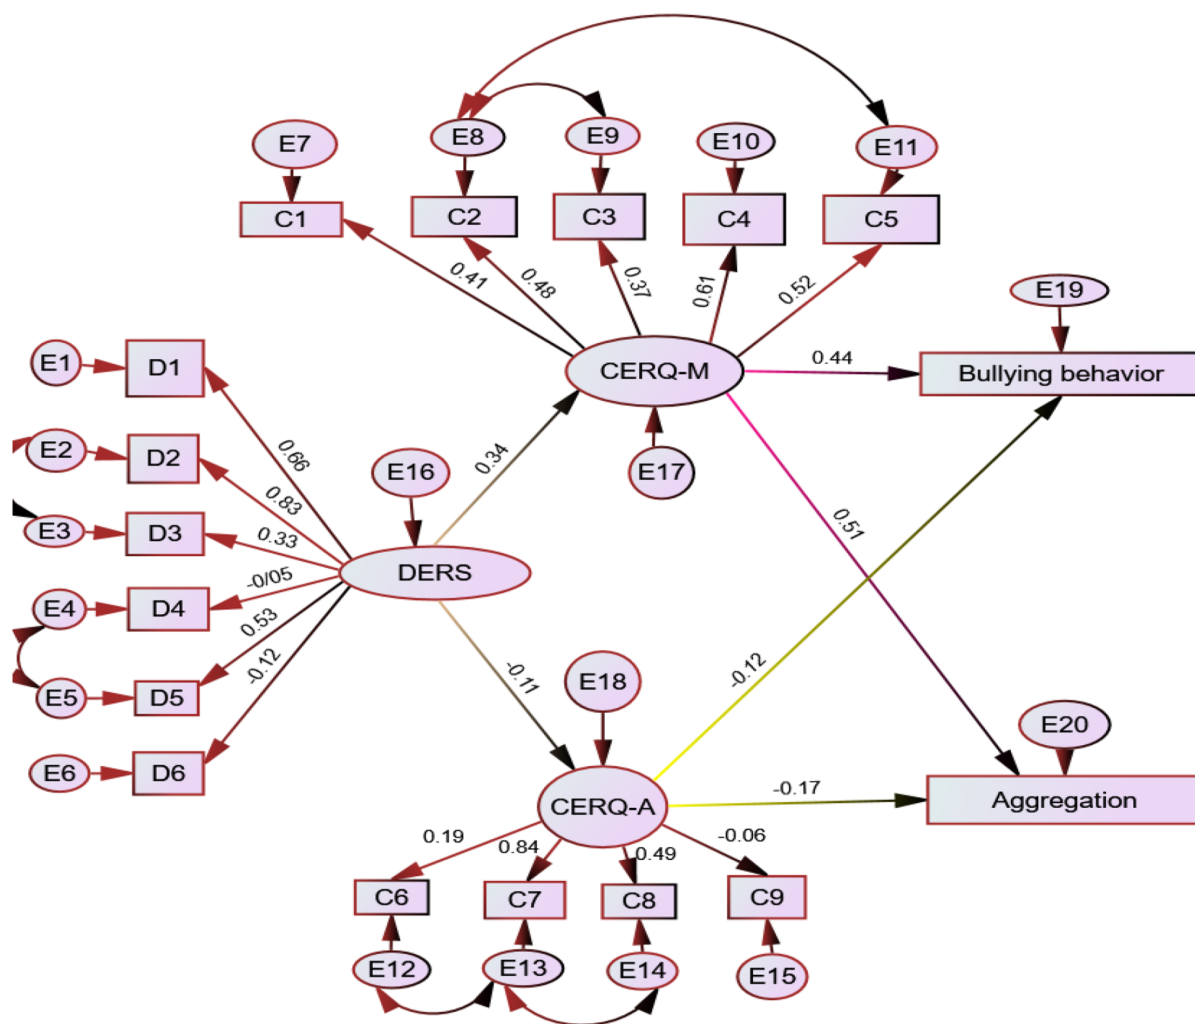 E7
E8
E9
E10
E11
C1
C2
C3
C4
C5
0.41
0.48
0.37
0.61
0.52
E19
E1
D1
CERQ-M
0.44
Bullying behavior
E2
D2
0.66
E16
0.34
E17
0.83
E3
D3
0.33
0.51
DERS
-0/05
E4
D4
0.53
-0.12
E5
D5
-0.11
E18
-0.12
E20
E6
D6
CERQ-A
-0.17
Aggregation
0.19
0.84
0.49
-0.06
C6
C7
C8
C9
E12
E13
E14
E15